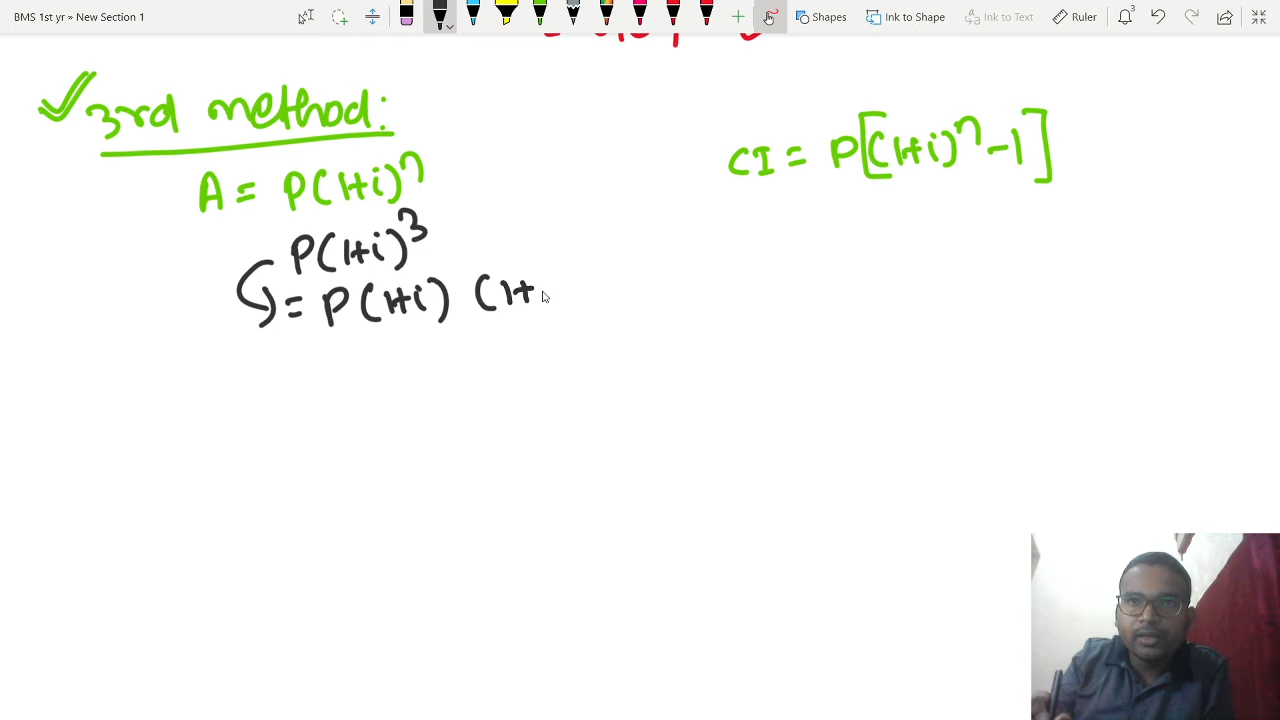 BMS 1st yr » New Section 1
Shapes
Ink to Shape
Ink to Text
Ruler
3rd method:
A = P(1+i)^n
CI = P[(1+i)^n - 1]
P(1+i)^3
= P(1+i) (1+